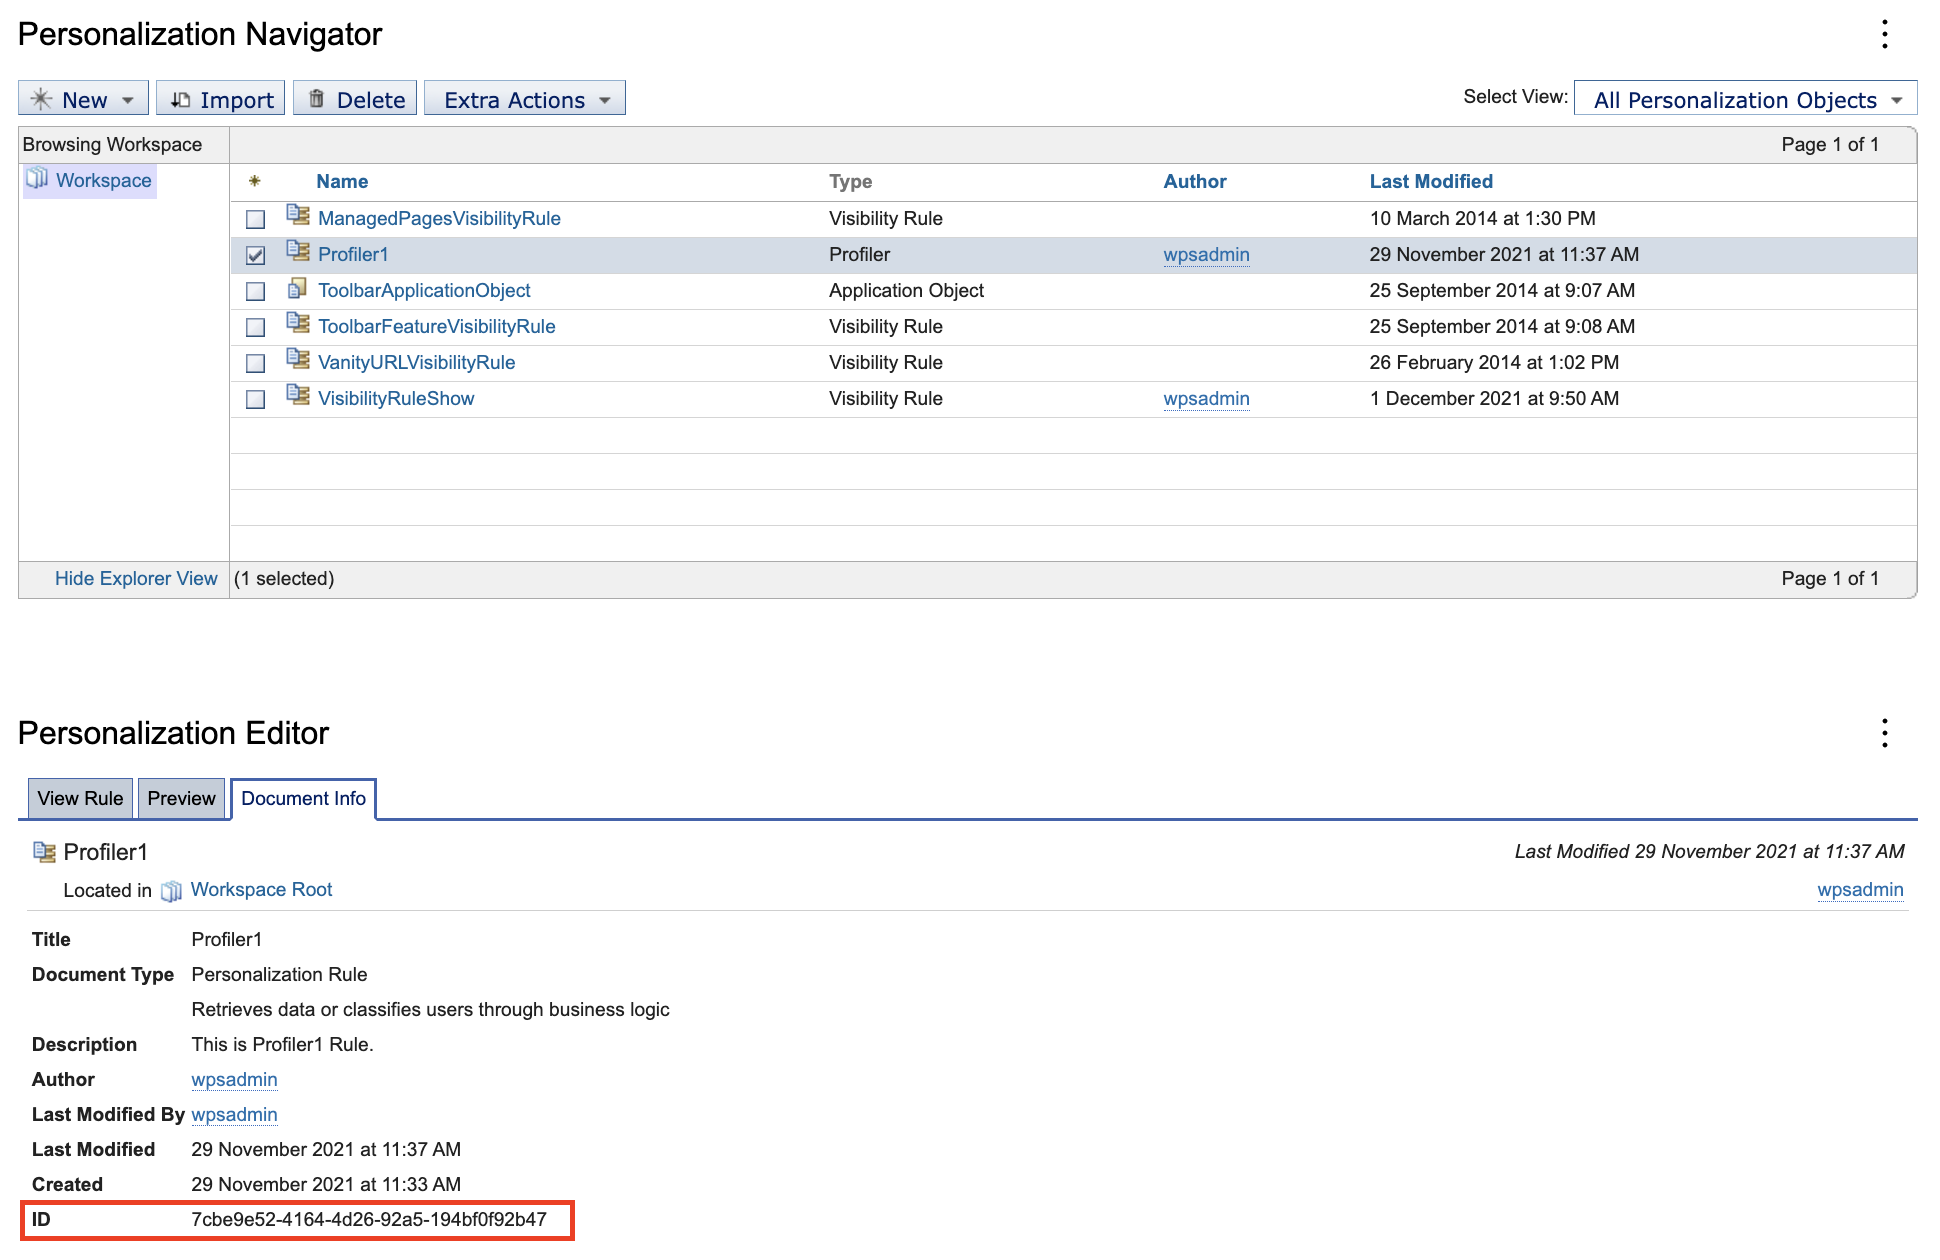 Personalization Navigator
New Import Delete Extra Actions Select View: All Personalization Objects
Browsing Workspace Page 1 of 1
Workspace Name Type Author Last Modified
ManagedPagesVisibilityRule Visibility Rule 10 March 2014 at 1:30 PM
Profiler1 Profiler wpsadmin 29 November 2021 at 11:37 AM
ToolbarApplicationObject Application Object 25 September 2014 at 9:07 AM
ToolbarFeatureVisibilityRule Visibility Rule 25 September 2014 at 9:08 AM
VanityURLVisibilityRule Visibility Rule 26 February 2014 at 1:02 PM
VisibilityRuleShow Visibility Rule wpsadmin 1 December 2021 at 9:50 AM
Hide Explorer View (1 selected) Page 1 of 1
Personalization Editor
View Rule Preview Document Info
Profiler1 Last Modified 29 November 2021 at 11:37 AM
Located in Workspace Root wpsadmin
Title Profiler1
Document Type Personalization Rule
Retrieves data or classifies users through business logic
Description This is Profiler1 Rule.
Author wpsadmin
Last Modified By wpsadmin
Last Modified 29 November 2021 at 11:37 AM
Created 29 November 2021 at 11:33 AM
ID 7cbe9e52-4164-4d26-92a5-194bf0f92b47